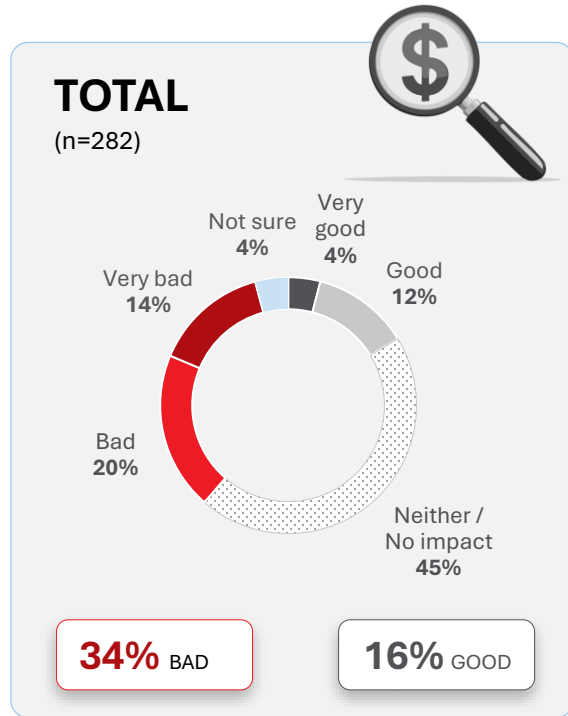 $
TOTAL
(n=282)
Very
good
4%
Not sure
4%
Good
12%
Very bad
14%
Bad
20%
Neither /
No impact
45%
34% BAD
16% GOOD